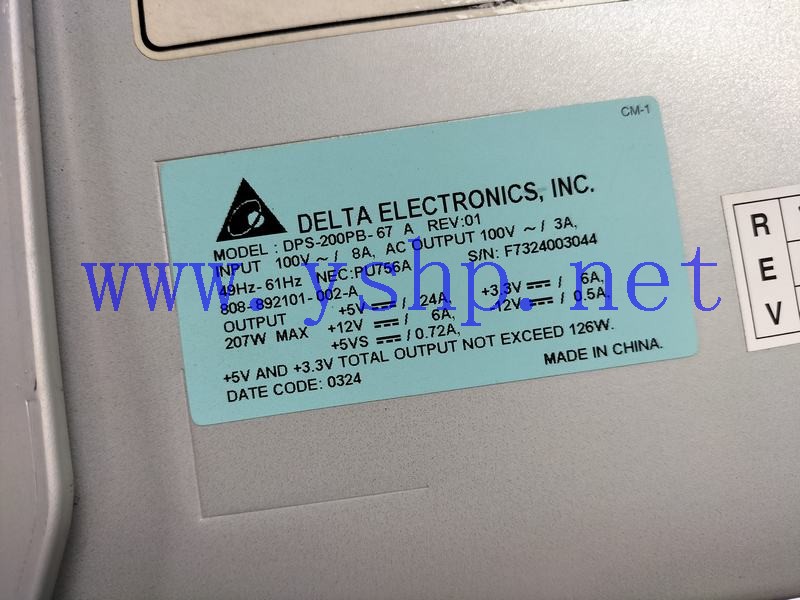 CM-1
DELTA ELECTRONICS, INC.
MODEL : DPS-200PB-67 A REV:01
INPUT 100V ~ / 8A, AC OUTPUT 100V ~ / 3A,
49Hz-61Hz NEC:PU756A S/N: F7324003044
808-892101-002-A
OUTPUT +5V ⎓ / 24A, +3.3V ⎓ / 6A,
207W MAX +12V ⎓ / 6A, -12V ⎓ / 0.5A,
+5VS ⎓ / 0.72A,
+5V AND +3.3V TOTAL OUTPUT NOT EXCEED 126W.
DATE CODE: 0324 MADE IN CHINA.
R
E
V
www.yshp.net